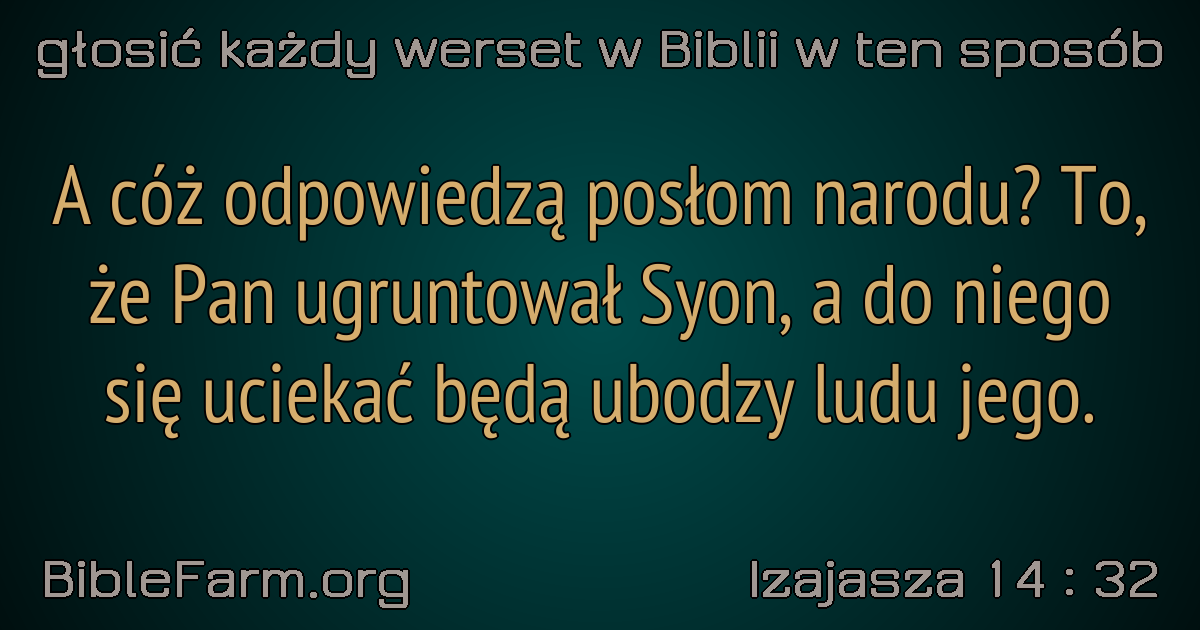 głosić każdy werset w Biblii w ten sposób
A cóż odpowiedzą posłom narodu? To,
że Pan ugruntował Syon, a do niego
się uciekać będą ubodzy ludu jego.
BibleFarm.org
Izajasza 14 : 32